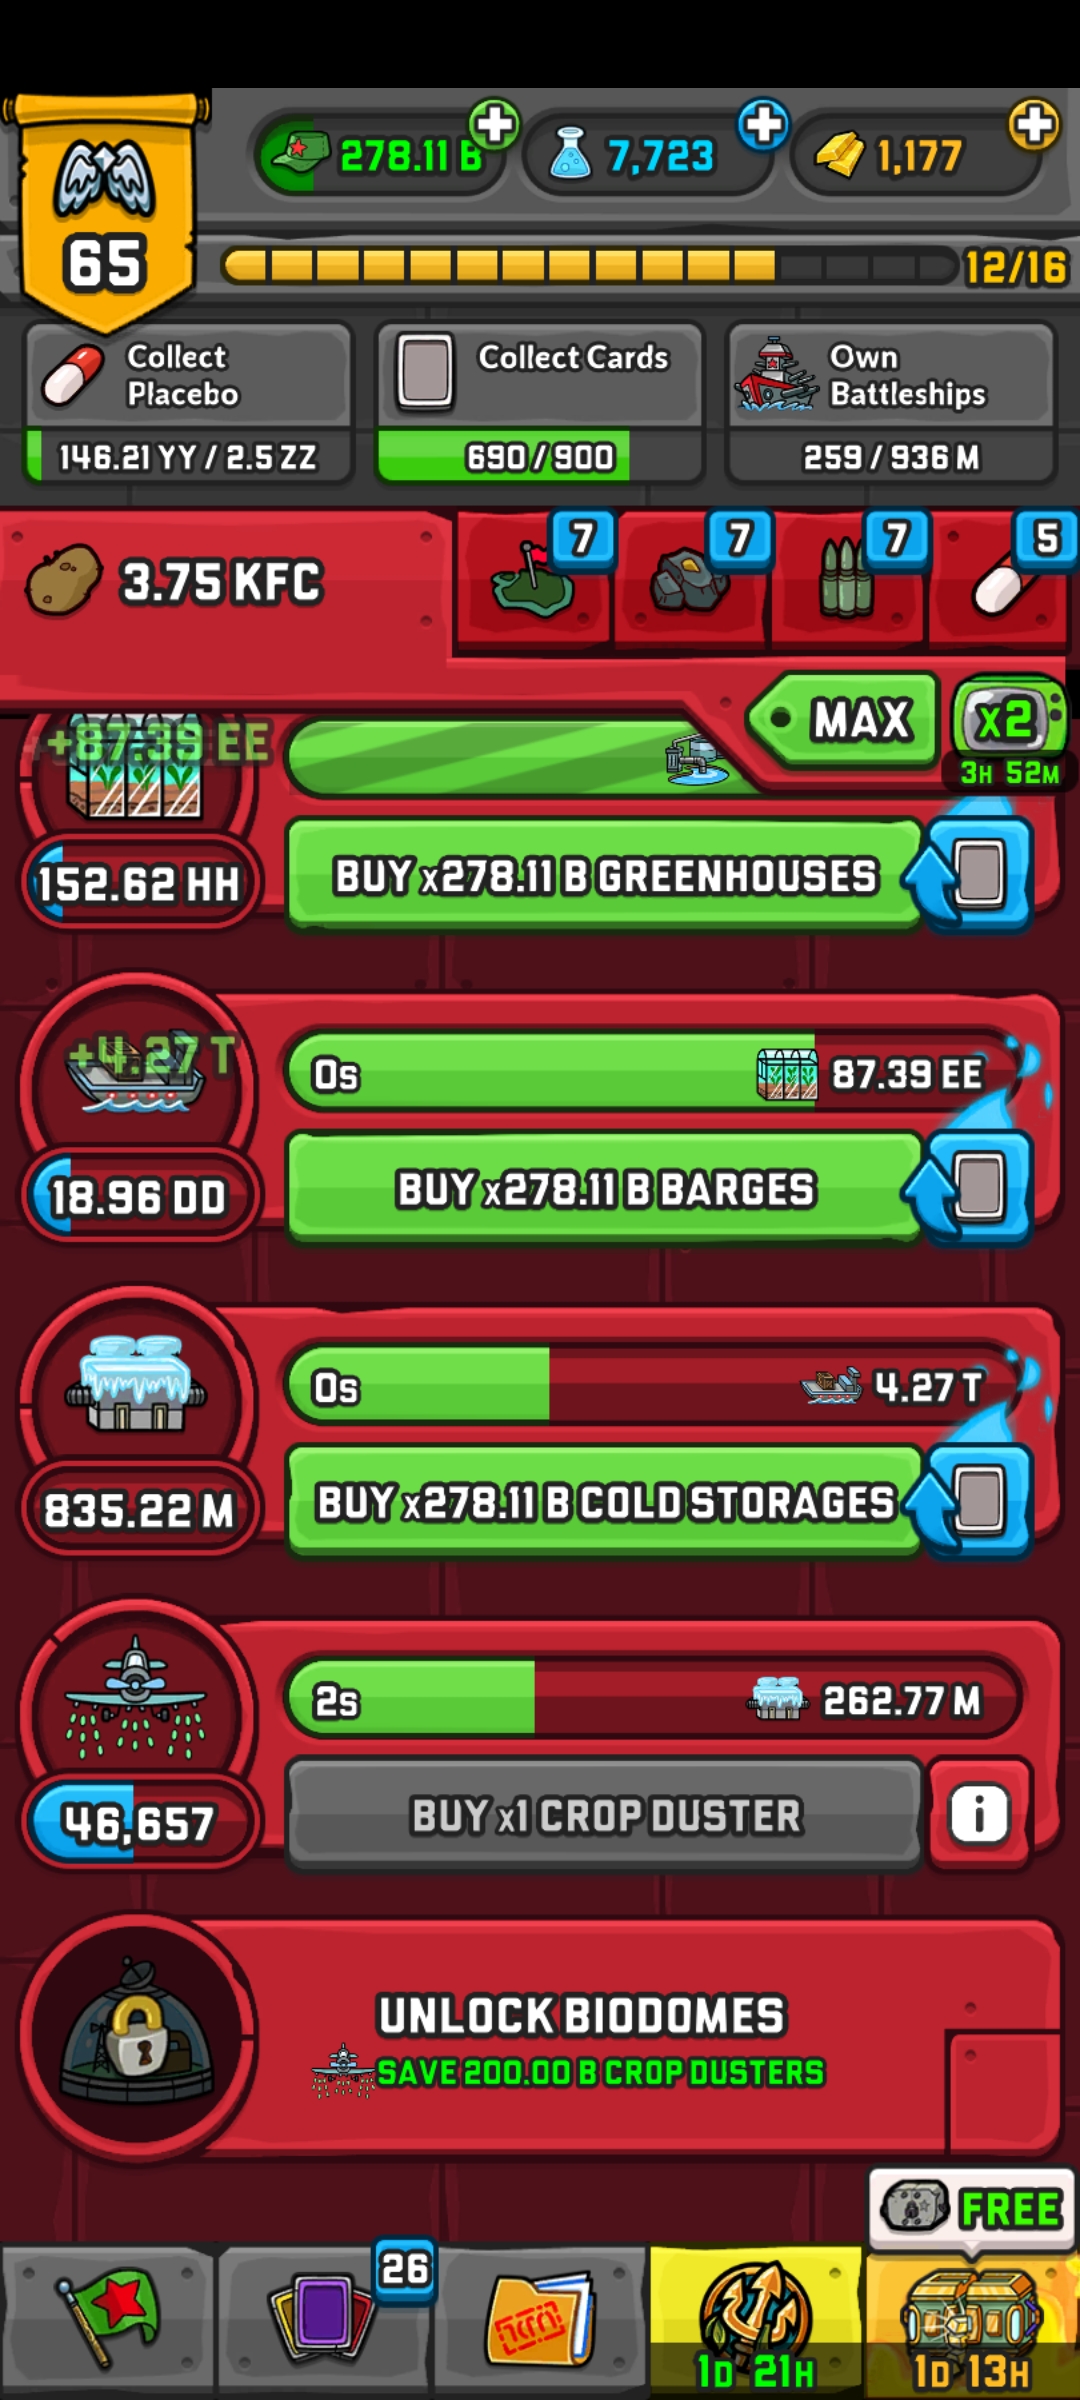 65
278.11 B
7,723
1,177
12/16
Collect
Placebo
146.21 YY / 2.5 ZZ
Collect Cards
690/900
Own
Battleships
259/936 M
3.75 KFC
7
7
7
5
MAX
x2
3H 52M
+87.39 EE
152.62 HH
BUY x278.11 B GREENHOUSES
+4.27 T
0s
87.39 EE
18.96 DD
BUY x278.11 B BARGES
0s
4.27 T
835.22 M
BUY x278.11 B COLD STORAGES
2s
262.77 M
46,657
BUY x1 CROP DUSTER
i
UNLOCK BIODOMES
SAVE 200.00 B CROP DUSTERS
FREE
26
1D 21H
1D 13H